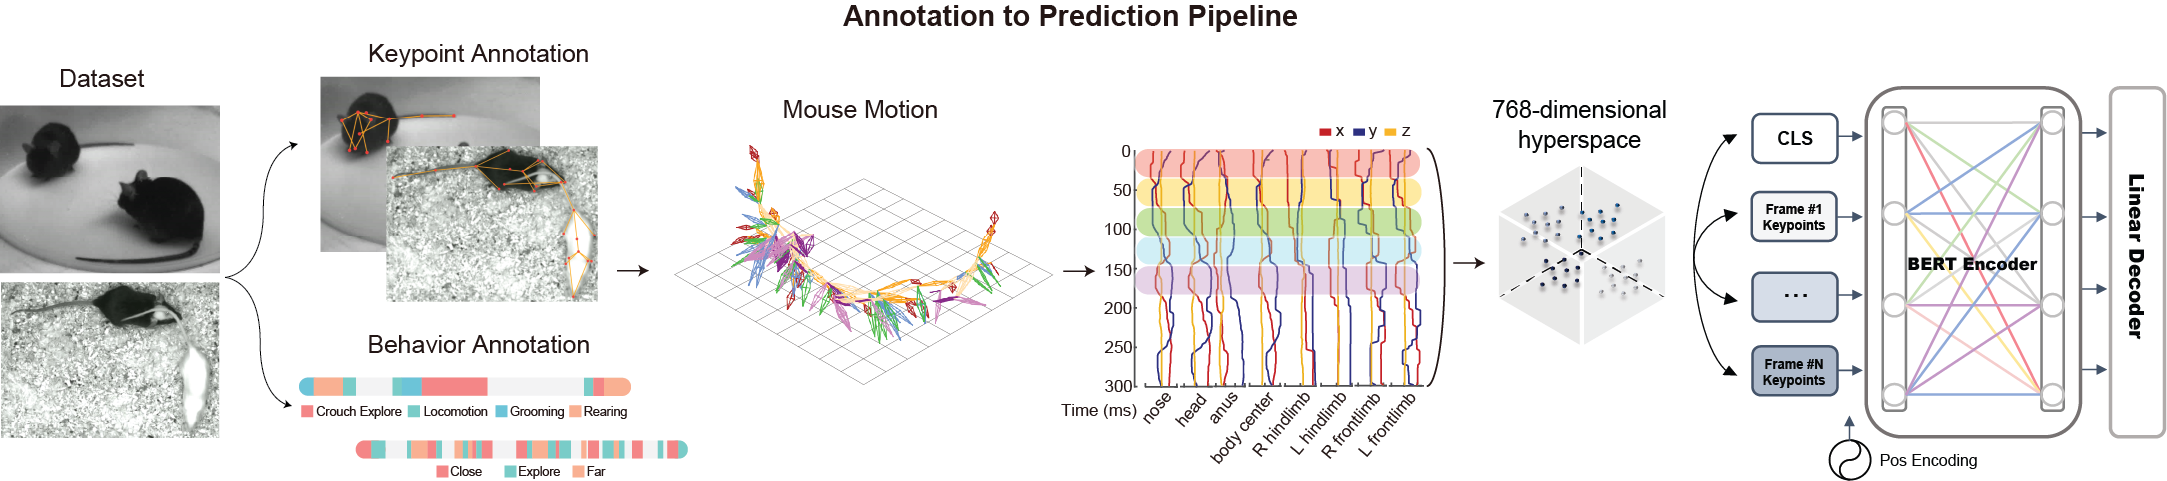 Annotation to Prediction Pipeline
Dataset
Keypoint Annotation
Behavior Annotation
Crouch Explore
Locomotion
Grooming
Rearing
Close
Explore
Far
Mouse Motion
x
y
z
0
50
100
150
200
250
300
Time (ms)
nose
head
anus
body center
R hindlimb
L hindlimb
R frontlimb
L frontlimb
768-dimensional
hyperspace
CLS
Frame #1
Keypoints
...
Frame #N
Keypoints
Pos Encoding
BERT Encoder
Linear Decoder